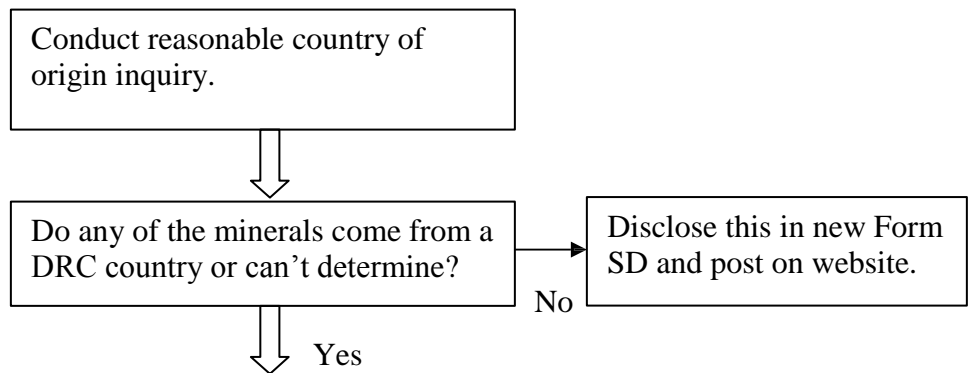 Conduct reasonable country of
origin inquiry.
Do any of the minerals come from a
DRC country or can’t determine?
Disclose this in new Form
SD and post on website.
No
Yes